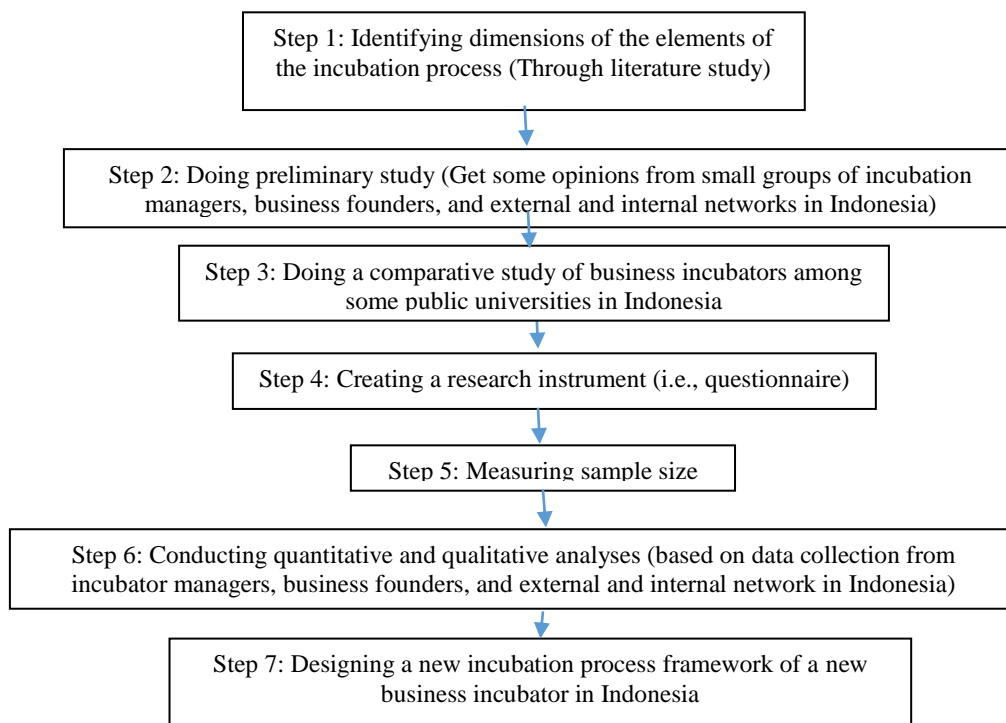 Step 1: Identifying dimensions of the elements of
the incubation process (Through literature study)
Step 2: Doing preliminary study (Get some opinions from small groups of incubation
managers, business founders, and external and internal networks in Indonesia)
Step 3: Doing a comparative study of business incubators among
some public universities in Indonesia
Step 4: Creating a research instrument (i.e., questionnaire)
Step 5: Measuring sample size
Step 6: Conducting quantitative and qualitative analyses (based on data collection from
incubator managers, business founders, and external and internal network in Indonesia)
Step 7: Designing a new incubation process framework of a new
business incubator in Indonesia